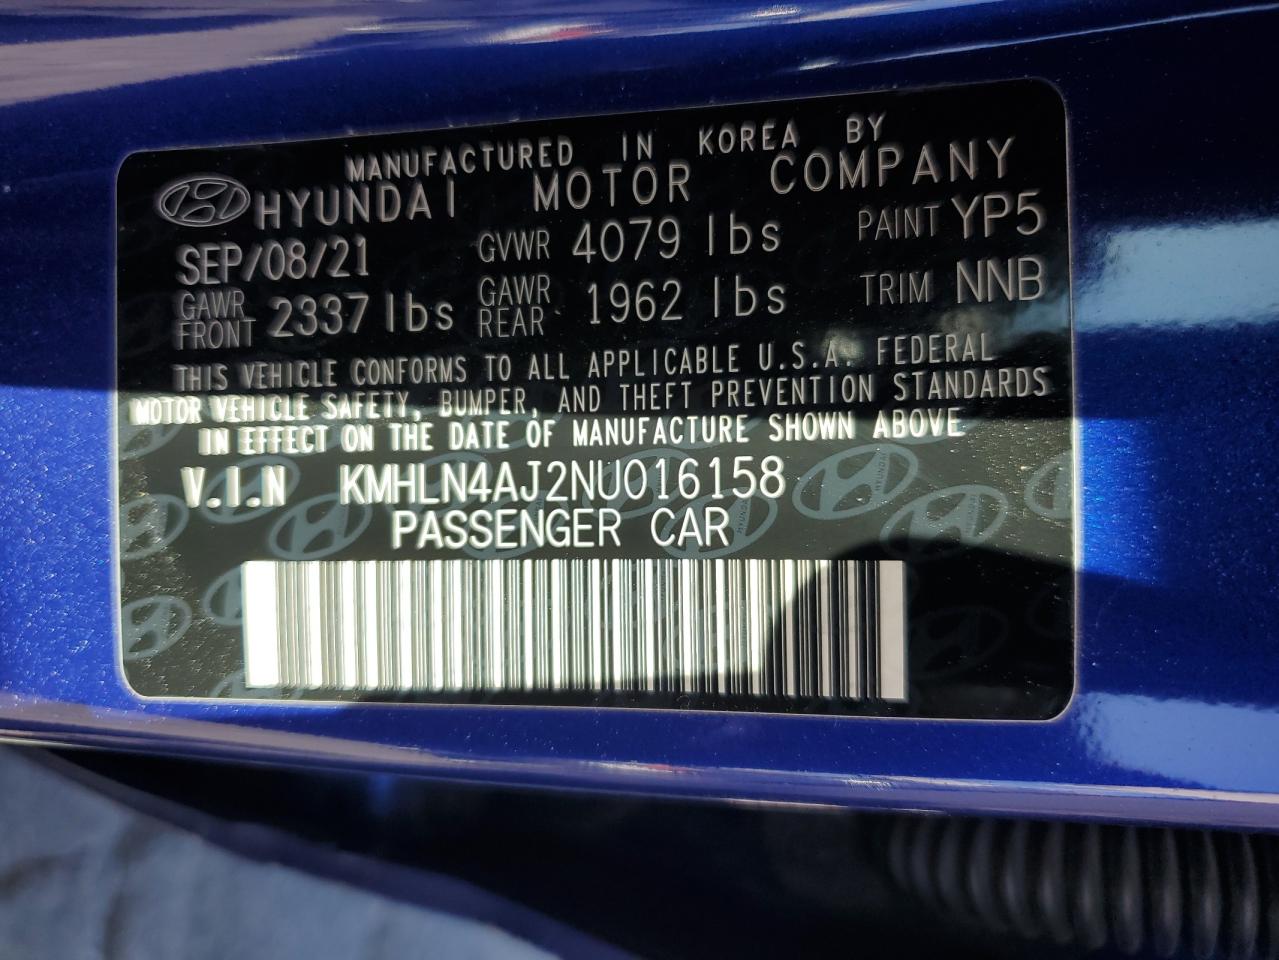 MANUFACTURED IN KOREA BY
HYUNDAI MOTOR COMPANY
SEP/08/21 GVWR 4079 lbs PAINT YP5
GAWR FRONT 2337 lbs GAWR REAR 1962 lbs TRIM NNB
THIS VEHICLE CONFORMS TO ALL APPLICABLE U.S.A. FEDERAL
MOTOR VEHICLE SAFETY, BUMPER, AND THEFT PREVENTION STANDARDS
IN EFFECT ON THE DATE OF MANUFACTURE SHOWN ABOVE
V.I.N KMHLN4AJ2NU016158
PASSENGER CAR